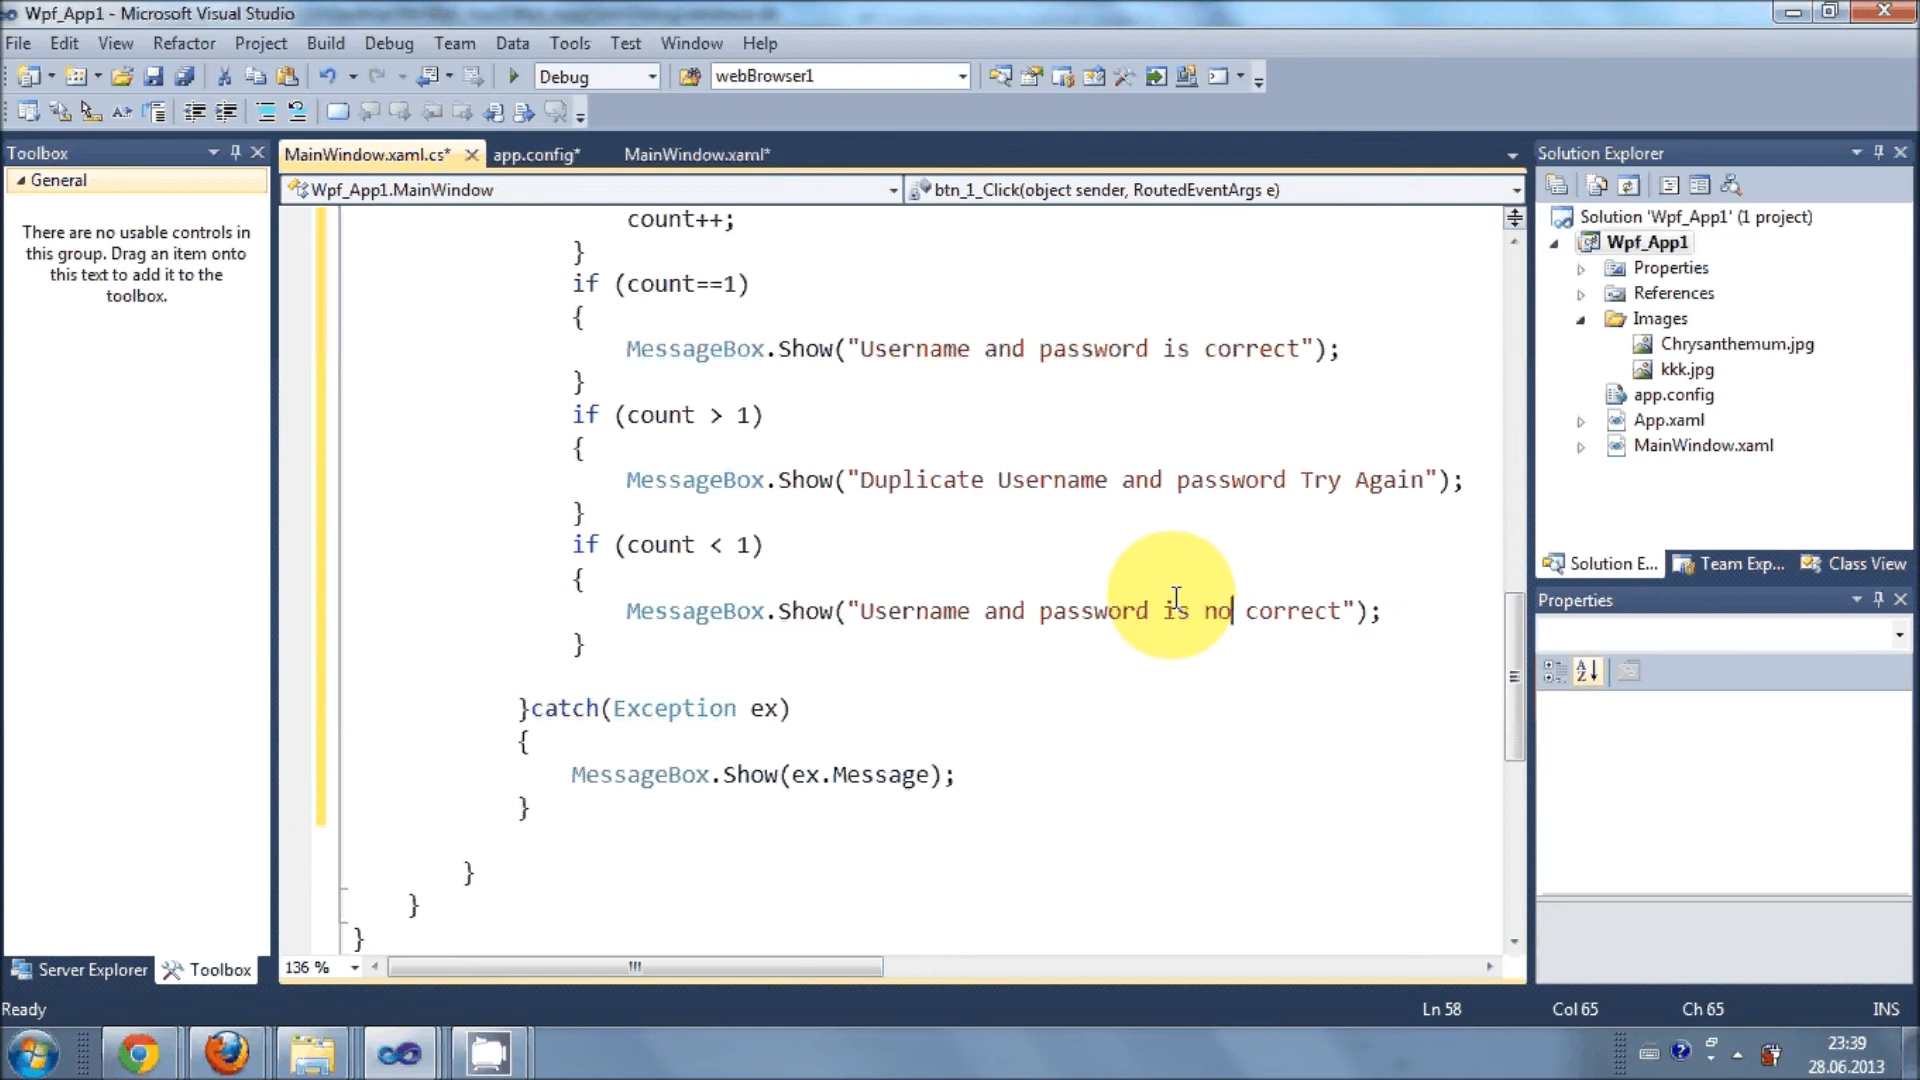 Wpf_App1 - Microsoft Visual Studio
File Edit View Refactor Project Build Debug Team Data Tools Test Window Help
Debug webBrowser1
Toolbox
General
There are no usable controls in
this group. Drag an item onto
this text to add it to the
toolbox.
Server Explorer Toolbox
MainWindow.xaml.cs* app.config* MainWindow.xaml*
Wpf_App1.MainWindow btn_1_Click(object sender, RoutedEventArgs e)
count++;
}
if (count==1)
{
MessageBox.Show("Username and password is correct");
}
if (count > 1)
{
MessageBox.Show("Duplicate Username and password Try Again");
}
if (count < 1)
{
MessageBox.Show("Username and password is no correct");
}
}catch(Exception ex)
{
MessageBox.Show(ex.Message);
}
}
}
}
136 %
Solution Explorer
Solution 'Wpf_App1' (1 project)
Wpf_App1
Properties
References
Images
Chrysanthemum.jpg
kkk.jpg
app.config
App.xaml
MainWindow.xaml
Solution E... Team Exp... Class View
Properties
Ready Ln 58 Col 65 Ch 65 INS
23:39
28.06.2013